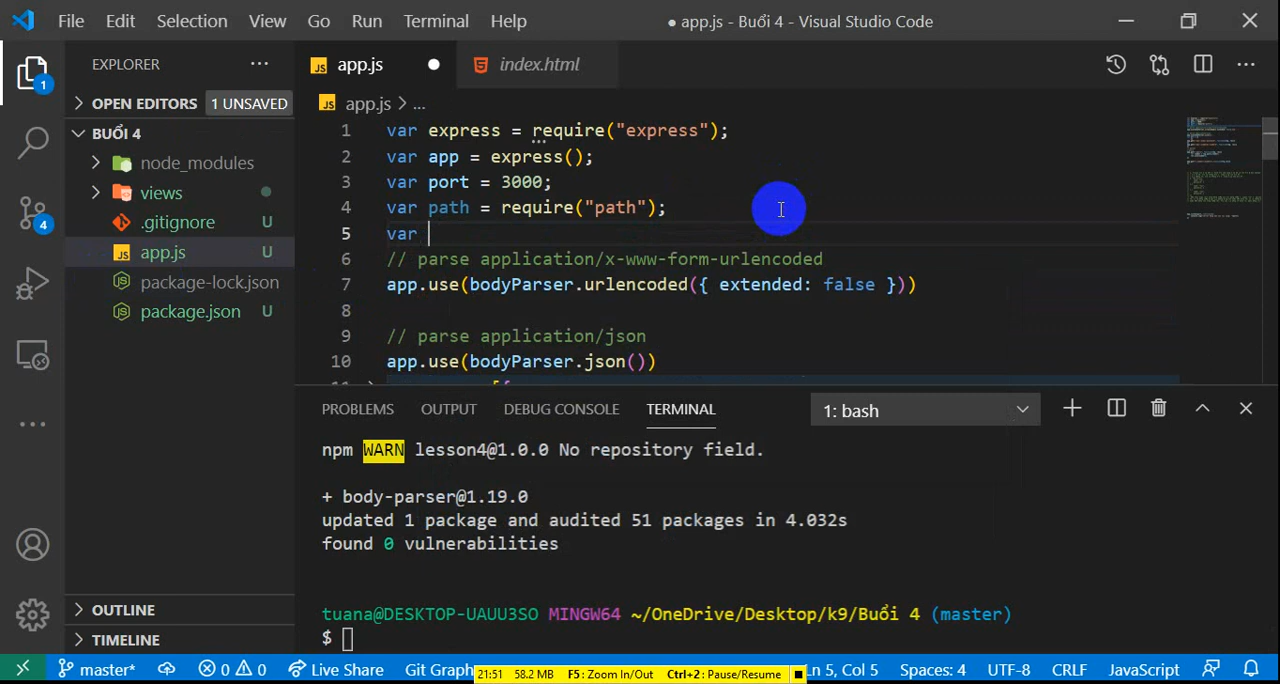 File Edit Selection View Go Run Terminal Help
● app.js - Buổi 4 - Visual Studio Code
EXPLORER
OPEN EDITORS 1 UNSAVED
BUỔI 4
node_modules
views
.gitignore U
JS app.js U
package-lock.json
package.json U
OUTLINE
TIMELINE
1
4
JS app.js
index.html
JS app.js > ...
1 var express = require("express");
2 var app = express();
3 var port = 3000;
4 var path = require("path");
5 var
6 // parse application/x-www-form-urlencoded
7 app.use(bodyParser.urlencoded({ extended: false }))
8
9 // parse application/json
10 app.use(bodyParser.json())
PROBLEMS OUTPUT DEBUG CONSOLE TERMINAL
1: bash
npm WARN lesson4@1.0.0 No repository field.
+ body-parser@1.19.0
updated 1 package and audited 51 packages in 4.032s
found 0 vulnerabilities
tuana@DESKTOP-UAUU3SO MINGW64 ~/OneDrive/Desktop/k9/Buổi 4 (master)
$
master* 0 0 Live Share Git Graph
21:51 58.2 MB F5: Zoom In/Out Ctrl+2 : Pause/Resume
Ln 5, Col 5 Spaces: 4 UTF-8 CRLF JavaScript